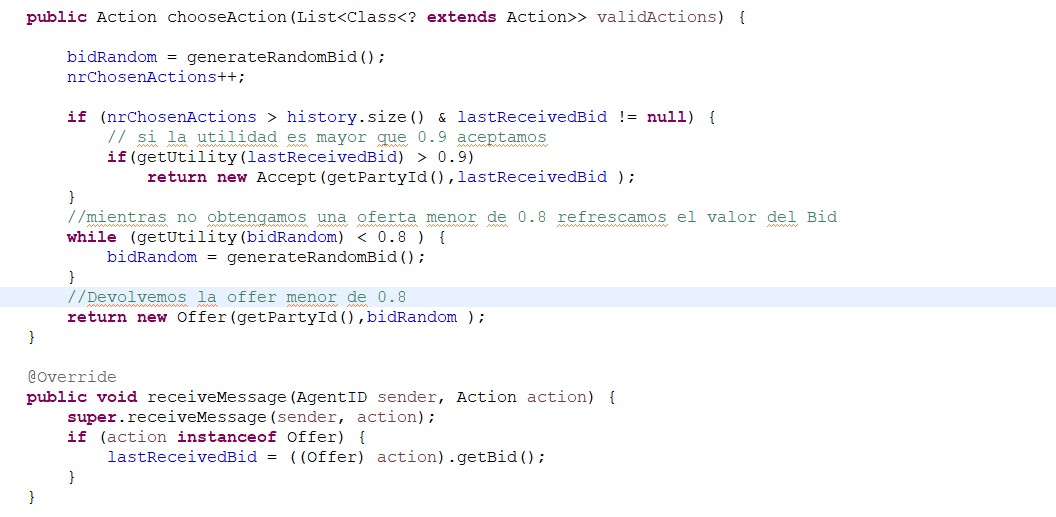 public Action chooseAction(List<Class<? extends Action>> validActions) {
bidRandom = generateRandomBid();
nrChosenActions++;
if (nrChosenActions > history.size() & lastReceivedBid != null) {
// si la utilidad es mayor que 0.9 aceptamos
if(getUtility(lastReceivedBid) > 0.9)
return new Accept(getPartyId(),lastReceivedBid );
}
//mientras no obtengamos una oferta menor de 0.8 refrescamos el valor del Bid
while (getUtility(bidRandom) < 0.8 ) {
bidRandom = generateRandomBid();
}
//Devolvemos la offer menor de 0.8
return new Offer(getPartyId(),bidRandom );
}
@Override
public void receiveMessage(AgentID sender, Action action) {
super.receiveMessage(sender, action);
if (action instanceof Offer) {
lastReceivedBid = ((Offer) action).getBid();
}
}